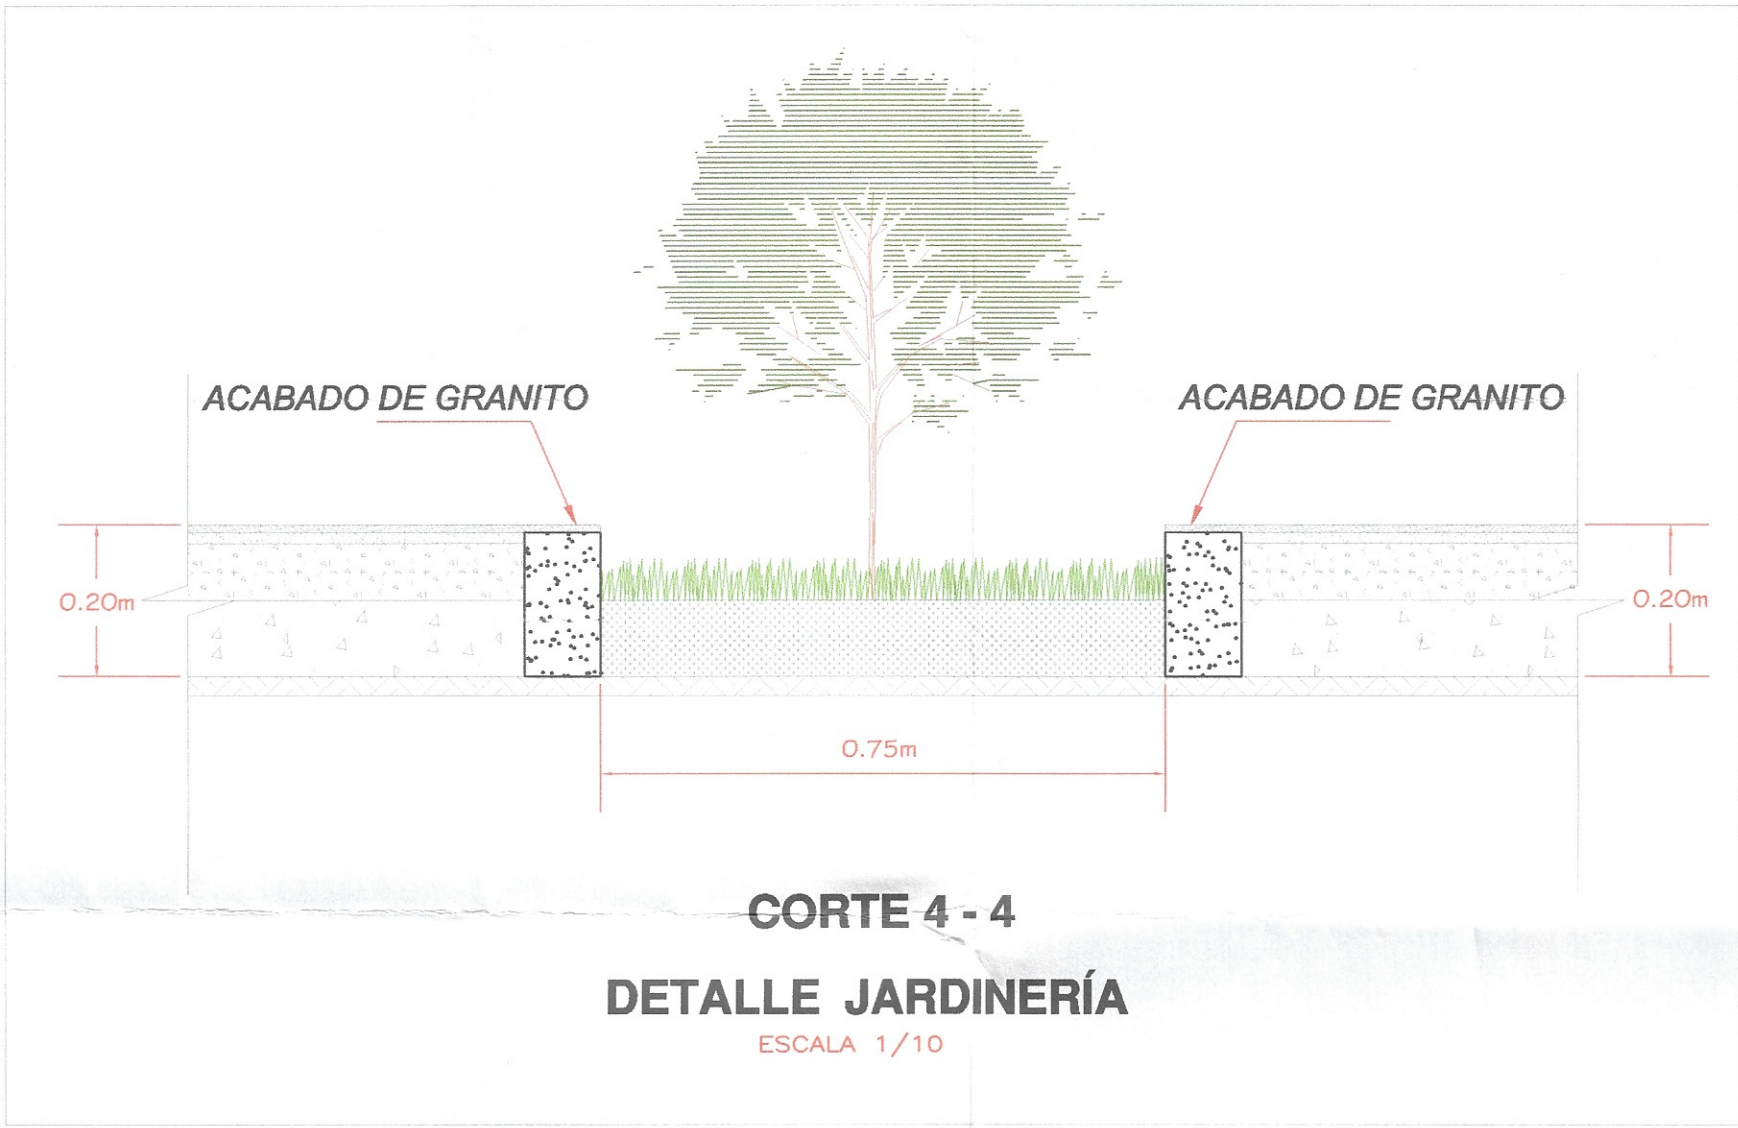 ACABADO DE GRANITO
ACABADO DE GRANITO
0.20m
0.20m
0.75m
CORTE 4 - 4
DETALLE JARDINERÍA
ESCALA 1/10